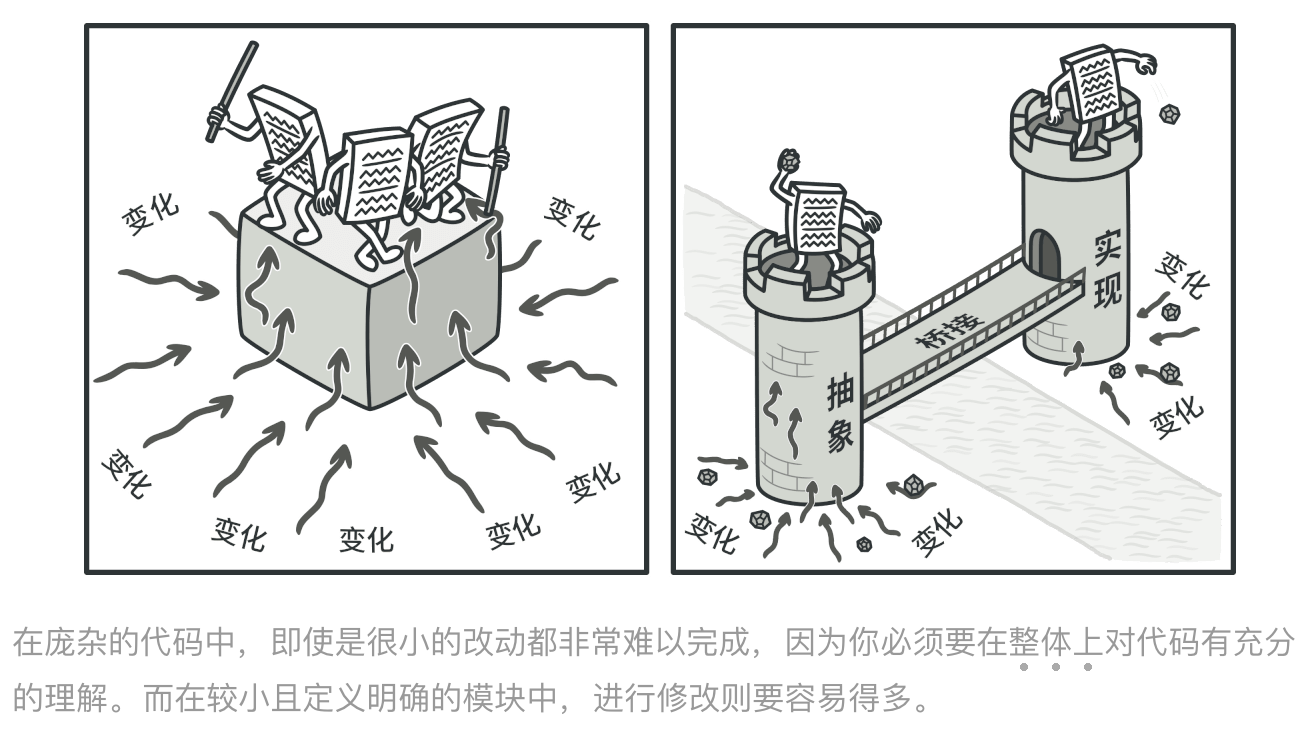 变化
变化
变化
变化
变化
变化
变化
实现
桥接
抽象
变化
变化
变化
变化
在庞杂的代码中，即使是很小的改动都非常难以完成，因为你必须要在整体上对代码有充分
的理解。而在较小且定义明确的模块中，进行修改则要容易得多。